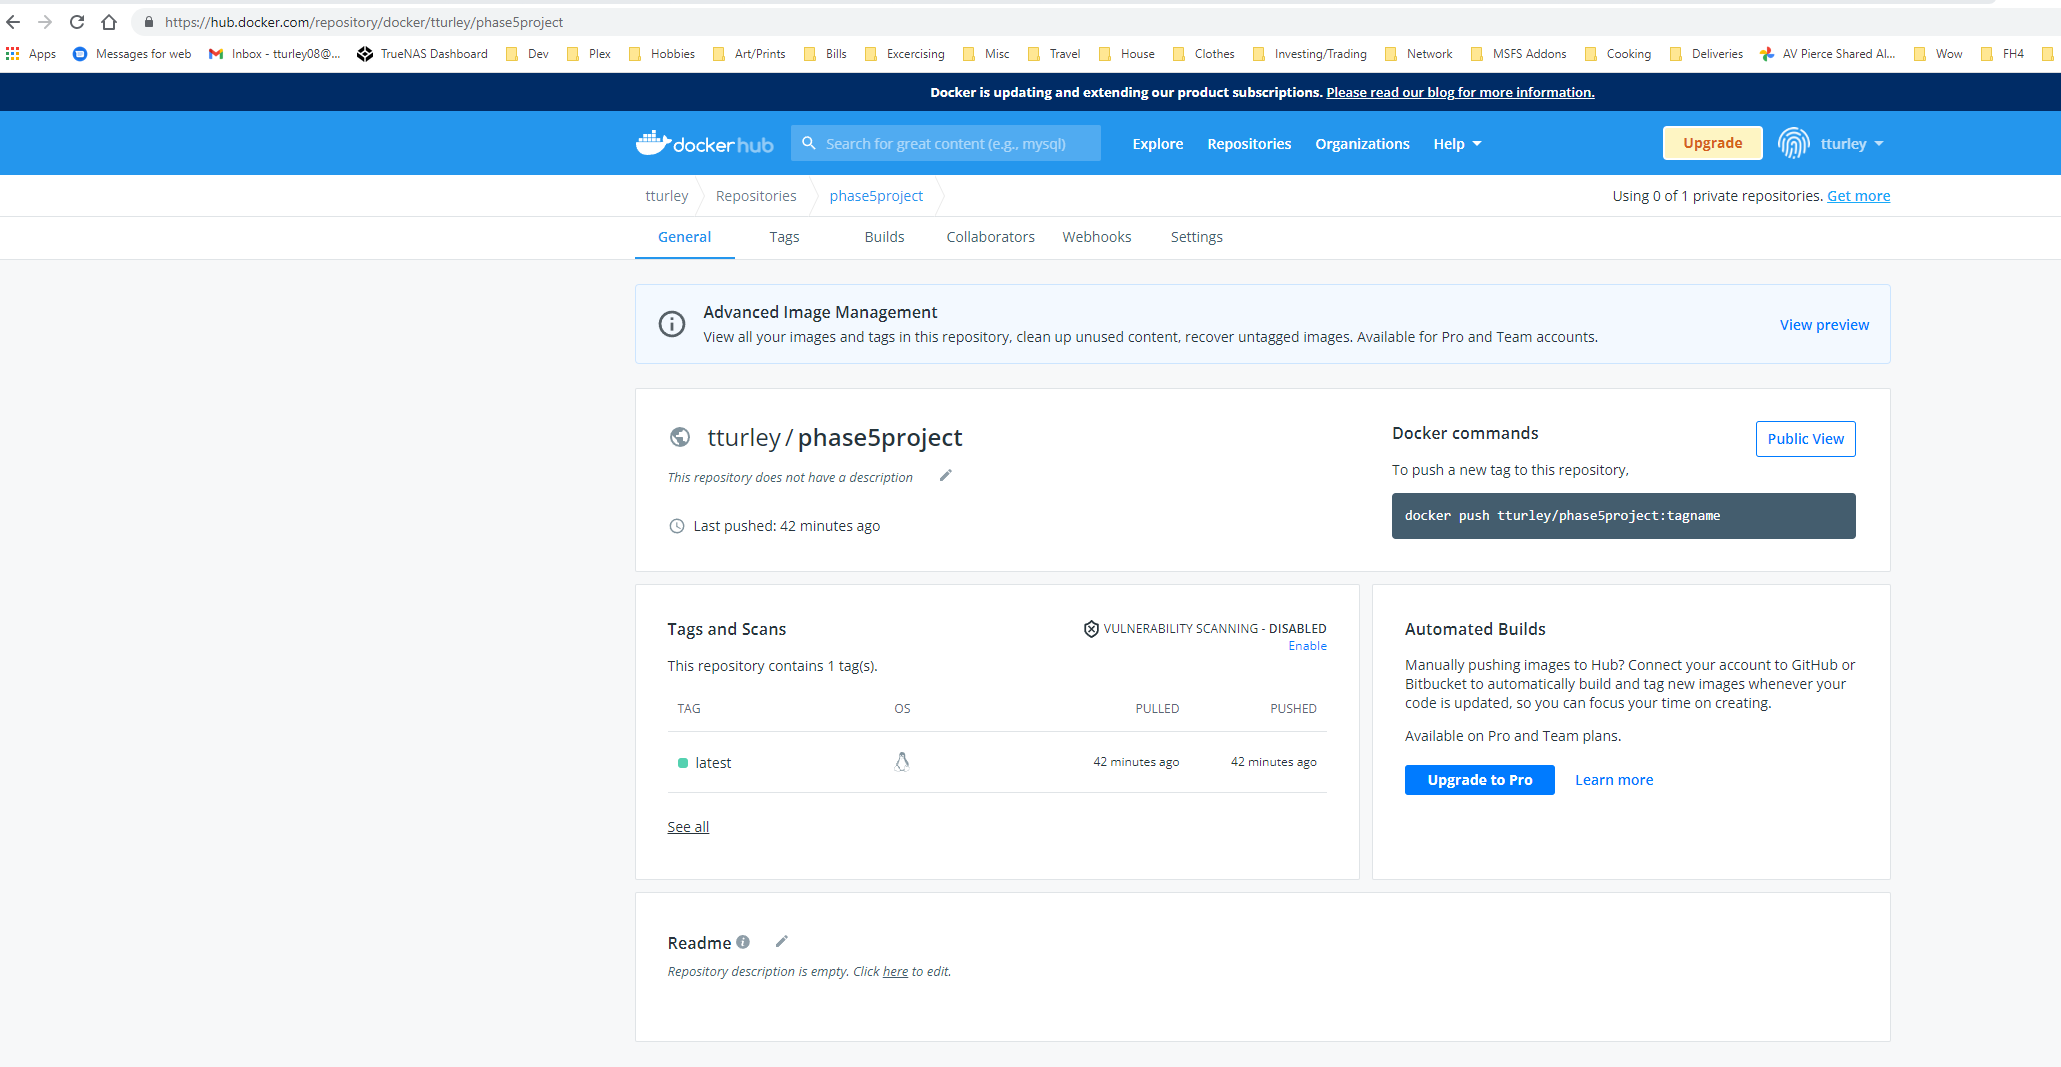 https://hub.docker.com/repository/docker/tturley/phase5project
Apps Messages for web Inbox - tturley08@... TrueNAS Dashboard Dev Plex Hobbies Art/Prints Bills Excercising Misc Travel House Clothes Investing/Trading Network MSFS Addons Cooking Deliveries AV Pierce Shared Al... Wow FH4
Docker is updating and extending our product subscriptions. Please read our blog for more information.
dockerhub Search for great content (e.g., mysql) Explore Repositories Organizations Help Upgrade tturley
tturley Repositories phase5project Using 0 of 1 private repositories. Get more
General Tags Builds Collaborators Webhooks Settings
Advanced Image Management
View all your images and tags in this repository, clean up unused content, recover untagged images. Available for Pro and Team accounts.
View preview
tturley / phase5project
This repository does not have a description
Last pushed: 42 minutes ago
Docker commands
Public View
To push a new tag to this repository,
docker push tturley/phase5project:tagname
Tags and Scans
VULNERABILITY SCANNING - DISABLED
Enable
This repository contains 1 tag(s).
TAG OS PULLED PUSHED
latest 42 minutes ago 42 minutes ago
See all
Automated Builds
Manually pushing images to Hub? Connect your account to GitHub or
Bitbucket to automatically build and tag new images whenever your
code is updated, so you can focus your time on creating.
Available on Pro and Team plans.
Upgrade to Pro Learn more
Readme
Repository description is empty. Click here to edit.